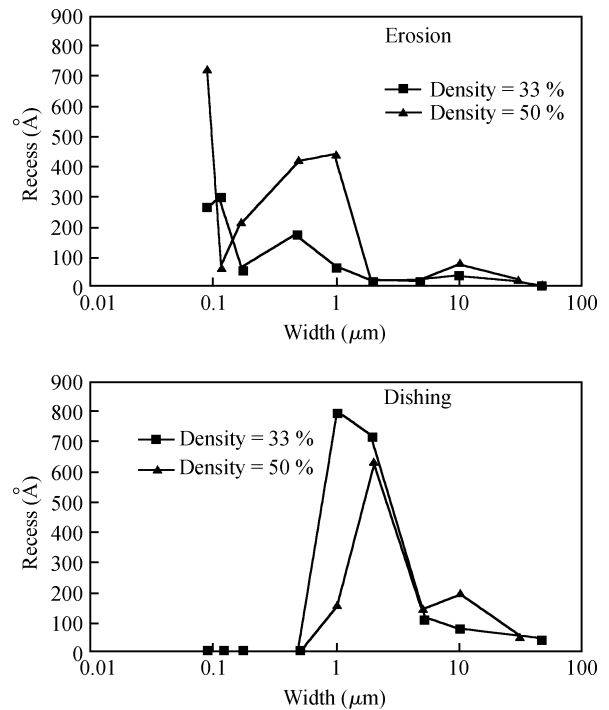 900
800
700
600
500
400
300
200
100
0
Recess (Å)
Erosion
Density = 33 %
Density = 50 %
0.01 0.1 1 10 100
Width (μm)
900
800
700
600
500
400
300
200
100
0
Recess (Å)
Dishing
Density = 33 %
Density = 50 %
0.01 0.1 1 10 100
Width (μm)